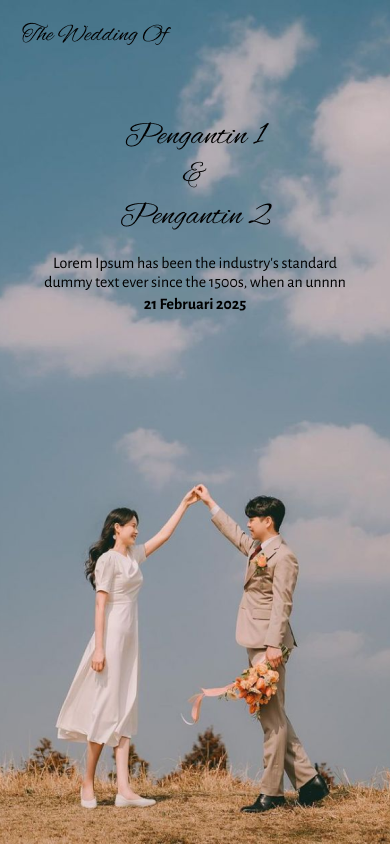 The Wedding Of
Pengantin 1
&
Pengantin 2
Lorem Ipsum has been the industry's standard
dummy text ever since the 1500s, when an unnnn
21 Februari 2025